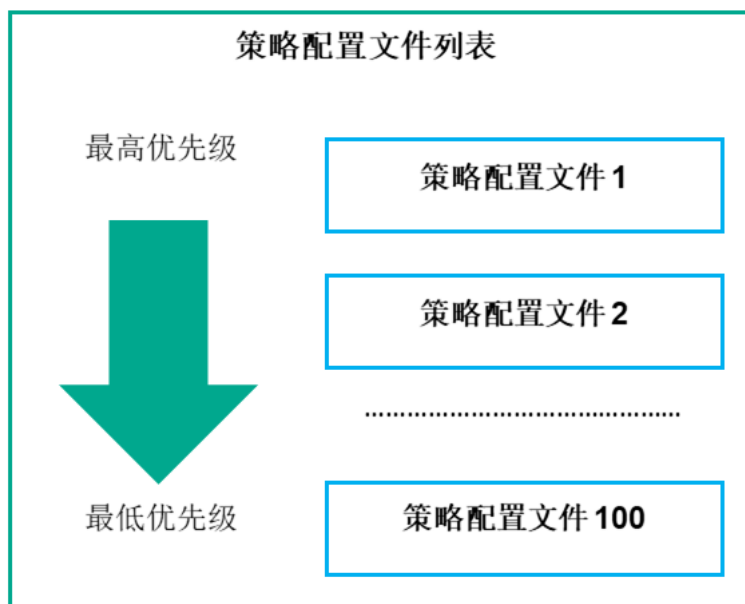 策略配置文件列表
最高优先级
策略配置文件 1
策略配置文件 2
................................................
最低优先级
策略配置文件 100